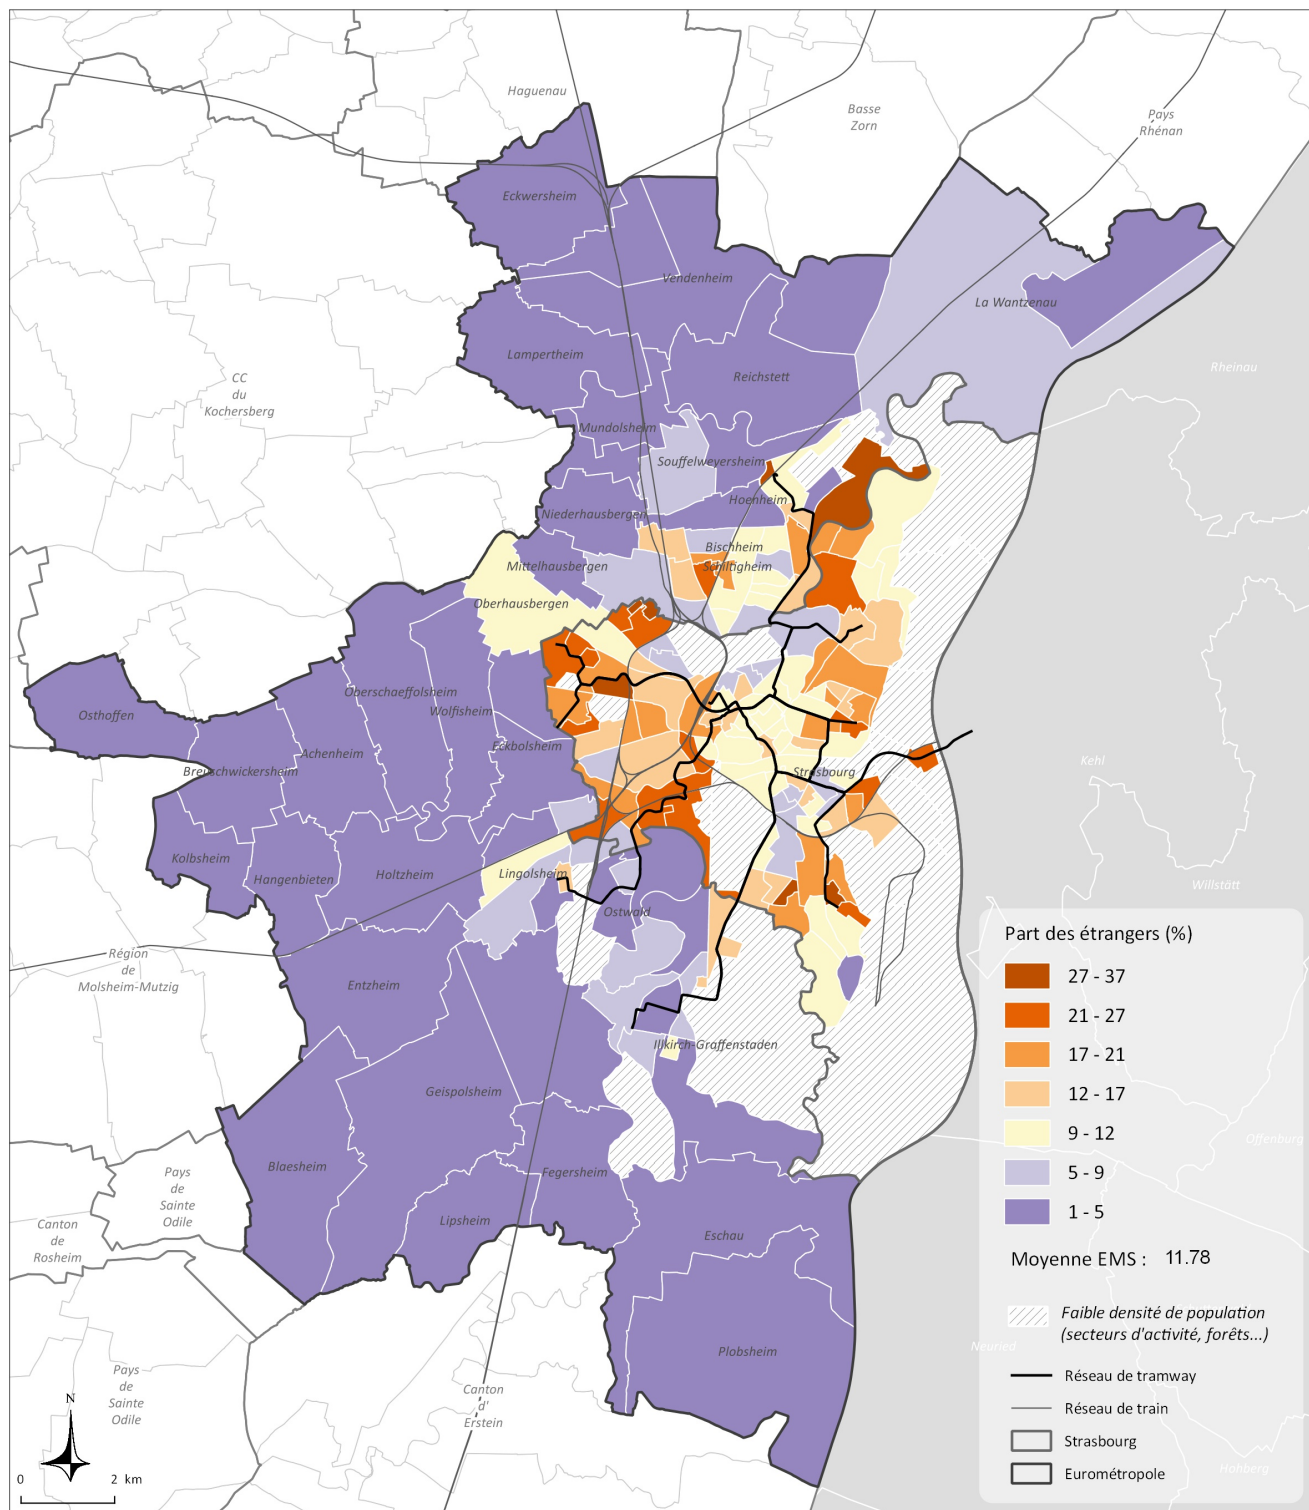 Haguenau
Basse
Zorn
Pays
Rhénan
Eckwersheim
Vendenheim
La Wantzenau
Lampertheim
Reichstett
Rheinau
CC
du
Kochersberg
Mundolsheim
Souffelweyersheim
Hoenheim
Niederhausbergen
Bischheim
Mittelhausbergen
Schiltigheim
Oberhausbergen
Oberschaeffolsheim
Wolfisheim
Osthoffen
Achenheim
Eckbolsheim
Breuschwickersheim
Strasbourg
Kehl
Kolbsheim
Hangenbieten
Holtzheim
Lingolsheim
Willstätt
Ostwald
Région
de
Molsheim-Mutzig
Entzheim
Illkirch-Graffenstaden
Geispolsheim
Offenburg
Blaesheim
Fegersheim
Pays
de
Sainte
Odile
Canton
de
Rosheim
Lipsheim
Eschau
Plobsheim
Neuried
Pays
de
Sainte
Odile
Canton
d'
Erstein
Hohberg
Part des étrangers (%)
27 - 37
21 - 27
17 - 21
12 - 17
9 - 12
5 - 9
1 - 5
Moyenne EMS : 11.78
Faible densité de population
(secteurs d'activité, forêts...)
Réseau de tramway
Réseau de train
Strasbourg
Eurométropole
N
0 2 km